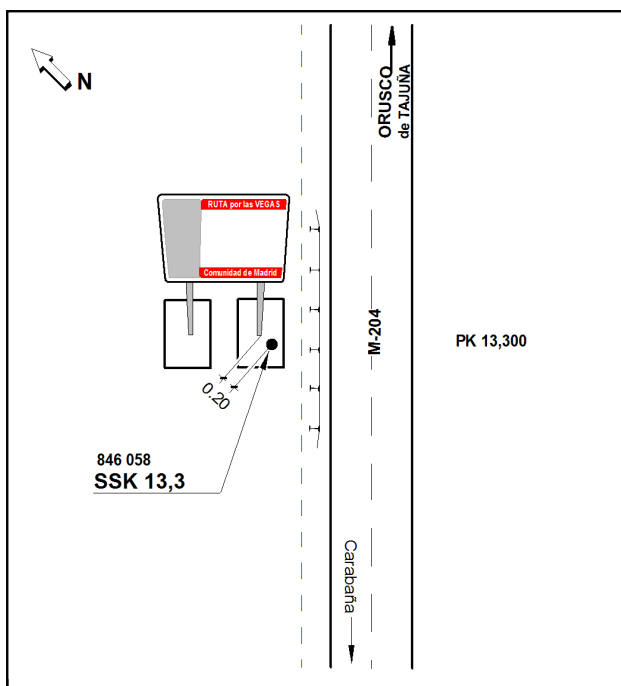 N
ORUSCO
de TAJUÑA
RUTA por las VEGAS
Comunidad de Madrid
M-204
PK 13,300
0.20
846 058
SSK 13,3
Carabaña